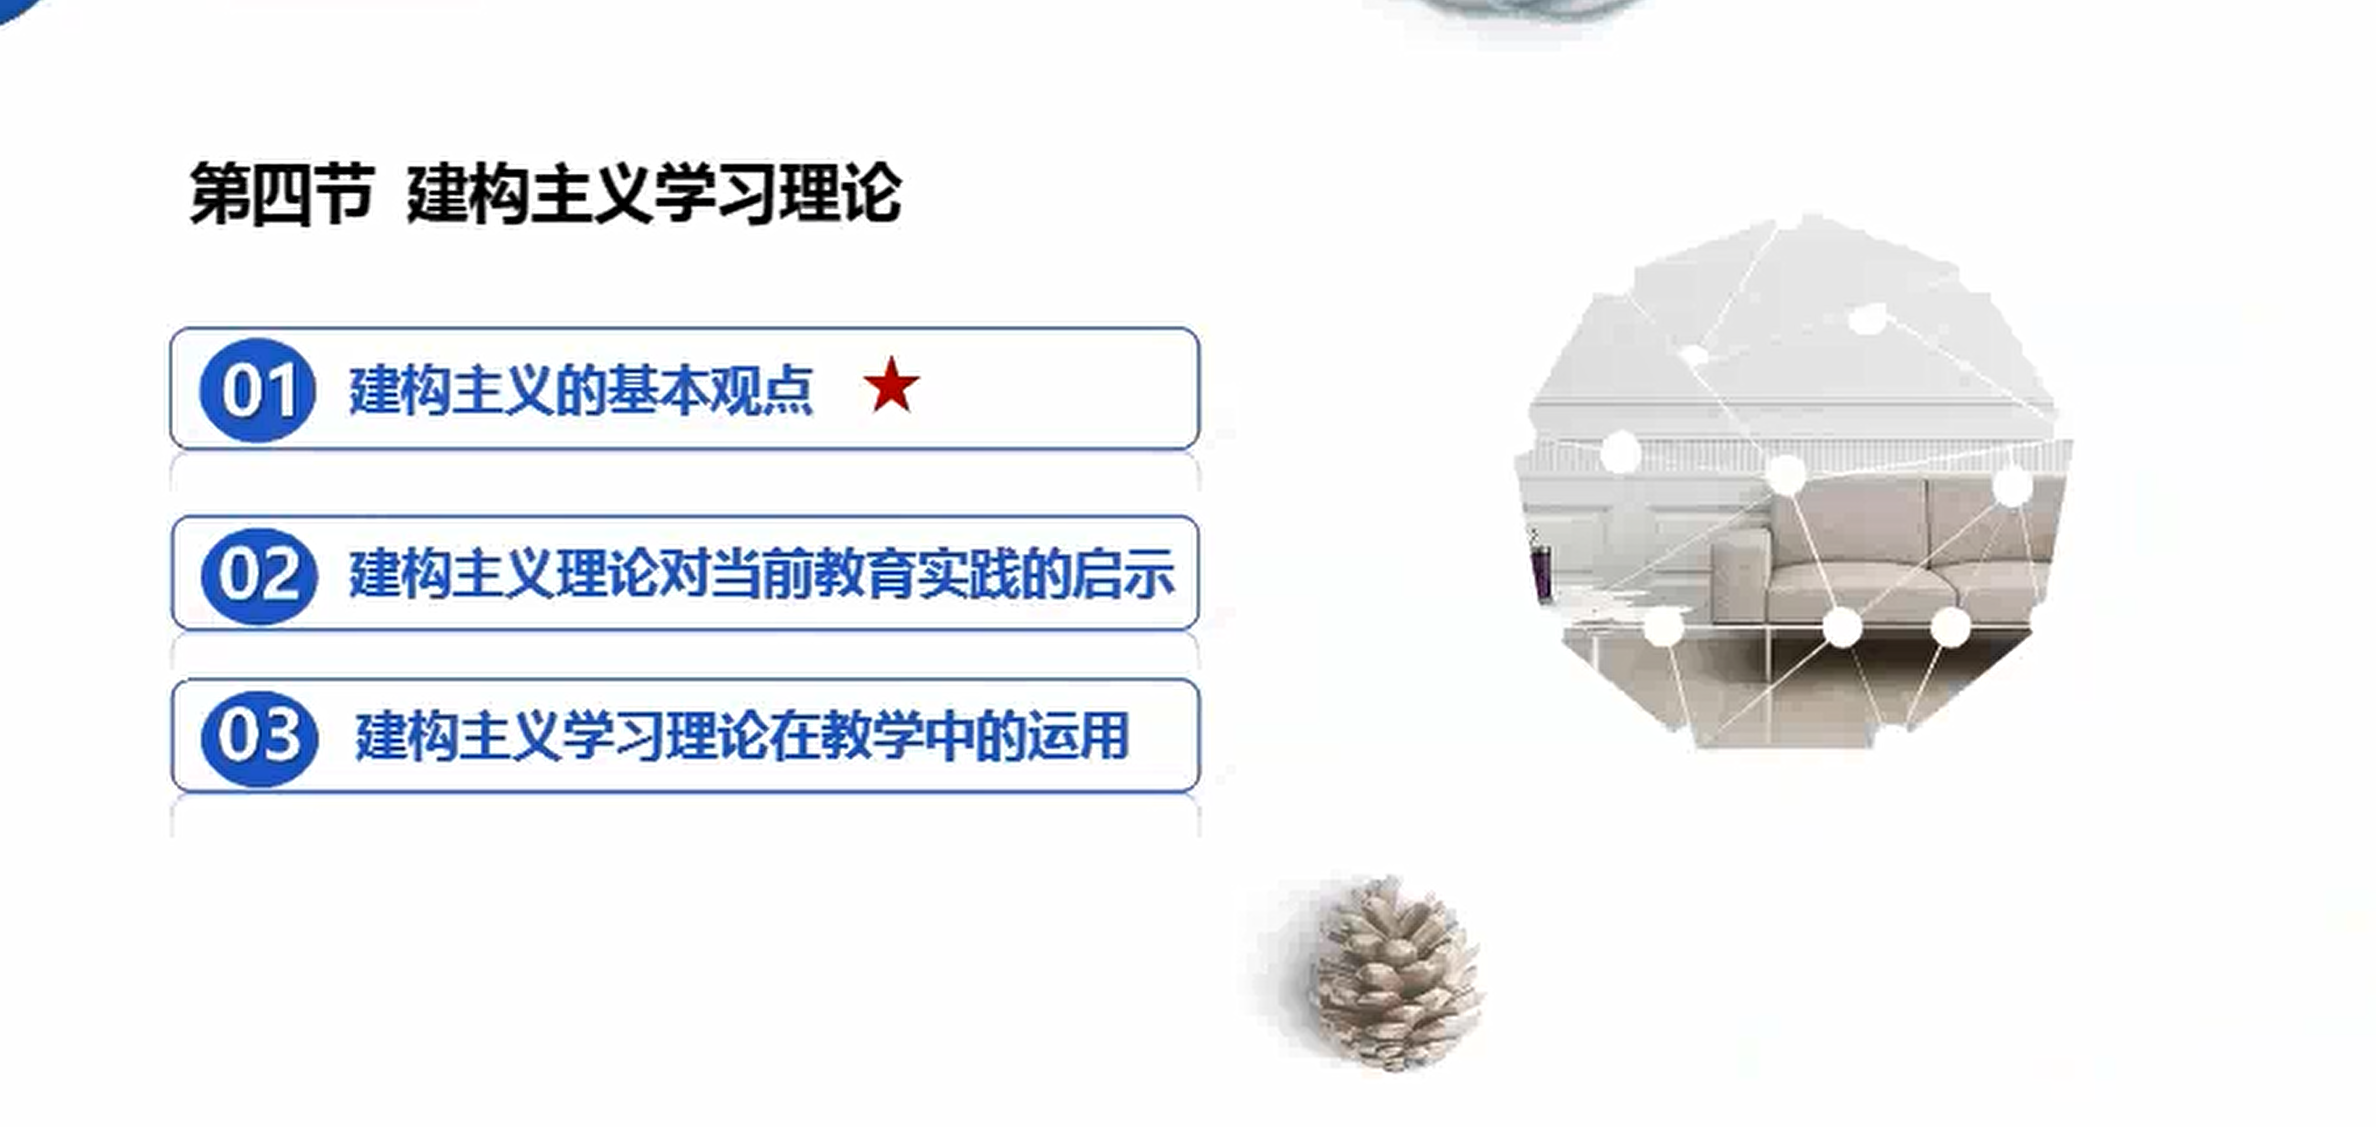 第四节 建构主义学习理论
01 建构主义的基本观点 ★
02 建构主义理论对当前教育实践的启示
03 建构主义学习理论在教学中的运用